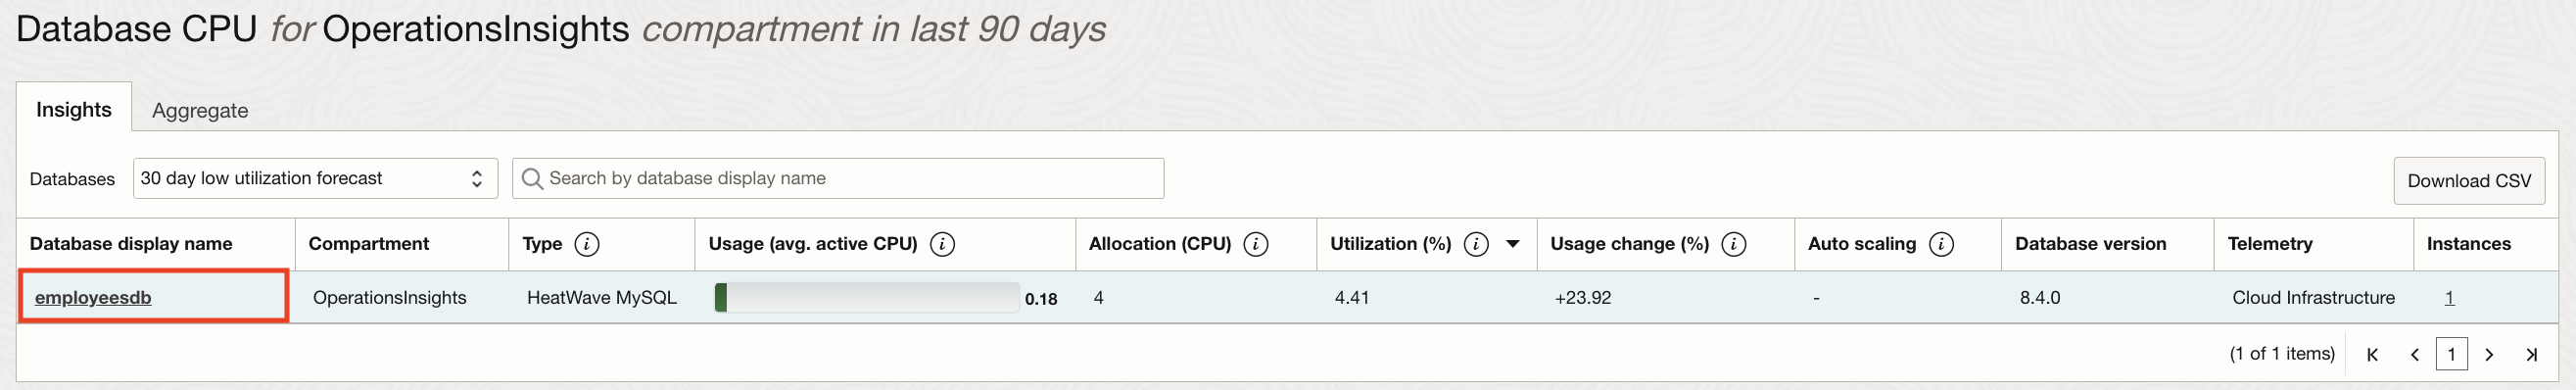 Database CPU for OperationsInsights compartment in last 90 days
Insights Aggregate
Databases 30 day low utilization forecast Search by database display name Download CSV
Database display name Compartment Type i Usage (avg. active CPU) i Allocation (CPU) i Utilization (%) i Usage change (%) i Auto scaling i Database version Telemetry Instances
employeesdb OperationsInsights HeatWave MySQL 0.18 4 4.41 +23.92 - 8.4.0 Cloud Infrastructure 1
(1 of 1 items) 1